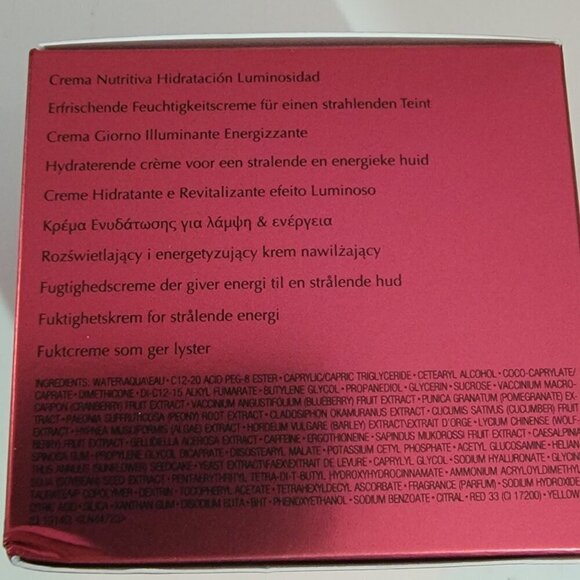 Crema Nutritiva Hidratación Luminosidad
Erfrischende Feuchtigkeitscreme für einen strahlenden Teint
Crema Giorno Illuminante Energizzante
Hydraterende crème voor een stralende en energieke huid
Creme Hidratante e Revitalizante efeito Luminoso
Κρέμα Ενυδάτωσης για λάμψη & ενέργεια
Rozświetlający i energetyzujący krem nawilżający
Fugtighedscreme der giver energi til en strålende hud
Fuktighetskrem for strålende energi
Fuktcreme som ger lyster
INGREDIENTS: WATER\AQUA\EAU • C12-20 ACID PEG-8 ESTER • CAPRYLIC/CAPRIC TRIGLYCERIDE • CETEARYL ALCOHOL • COCO-CAPRYLATE/
CAPRATE • DIMETHICONE • DI-C12-15 ALKYL FUMARATE • BUTYLENE GLYCOL • PROPANEDIOL • GLYCERIN • SUCROSE • VACCINIUM MACRO-
CARPON (CRANBERRY) FRUIT EXTRACT • VACCINIUM ANGUSTIFOLIUM (BLUEBERRY) FRUIT EXTRACT • PUNICA GRANATUM (POMEGRANATE) EX-
TRACT • PAEONIA SUFFRUTICOSA (PEONY) ROOT EXTRACT • CLADOSIPHON OKAMURANUS EXTRACT • CUCUMIS SATIVUS (CUCUMBER) FRUIT
EXTRACT • HYPNEA MUSCIFORMIS (ALGAE) EXTRACT • HORDEUM VULGARE (BARLEY) EXTRACT\EXTRAIT D'ORGE • LYCIUM CHINENSE (WOLF
BERRY) FRUIT EXTRACT • GELLIDIELLA ACEROSA EXTRACT • CAFFEINE • ERGOTHIONEINE • SAPINDUS MUKOROSSI FRUIT EXTRACT • CAESALPINIA
SPINOSA GUM • PROPYLENE GLYCOL DICAPRATE • DIISOSTEARYL MALATE • POTASSIUM CETYL PHOSPHATE • ACETYL GLUCOSAMINE •
THUS ANNUUS (SUNFLOWER) SEEDCAKE • YEAST EXTRACT\FAEX\EXTRAIT DE LEVURE • CAPRYLYL GLYCOL • SODIUM HYALURONATE •
SOJA (SOYBEAN) SEED EXTRACT • PENTAERYTHRITYL TETRA-DI-T-BUTYL HYDROXYHYDROCINNAMATE • AMMONIUM
TAURATE/VP COPOLYMER • DEXTRIN • TOCOPHERYL ACETATE • TETRAHEXYLDECYL ASCORBATE • FRAGRANCE (PARFUM) • SODIUM HYDROXIDE
CITRIC ACID • SILICA • XANTHAN GUM • DISODIUM EDTA • BHT • PHENOXYETHANOL • SODIUM BENZOATE • CITRAL • RED 33 (CI 17200) • YELLOW